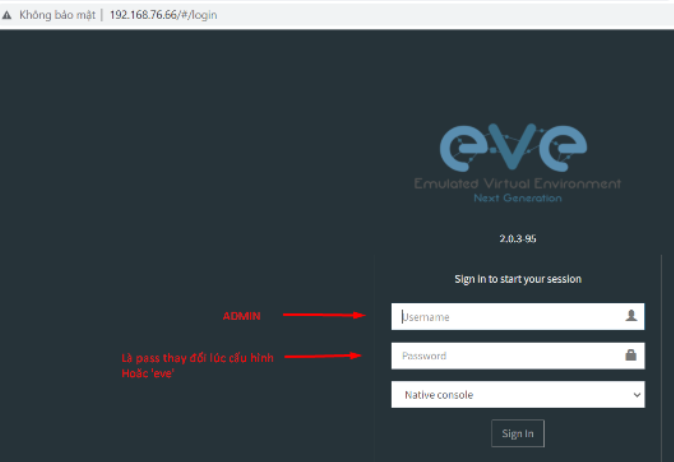 Không bảo mật | 192.168.76.66/#/login
eve
Emulated Virtual Environment
Next Generation
2.0.3-95
Sign in to start your session
ADMIN
Username
Là pass thay đổi lúc cấu hình
Hoặc 'eve'
Password
Native console
Sign In